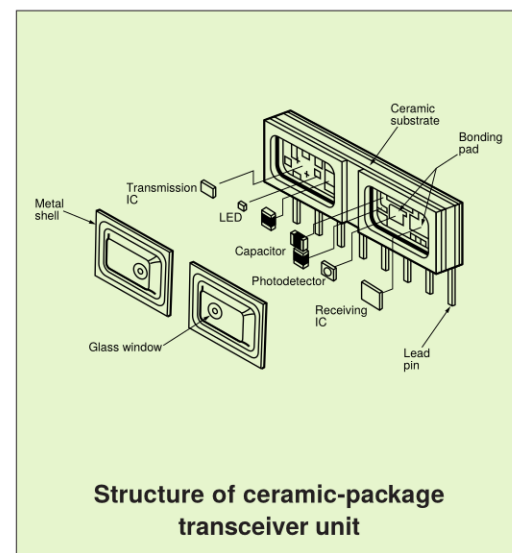 Ceramic
substrate
Bonding
pad
Transmission
IC
LED
Metal
shell
Capacitor
Photodetector
Receiving
IC
Glass window
Lead
pin
Structure of ceramic-package
transceiver unit